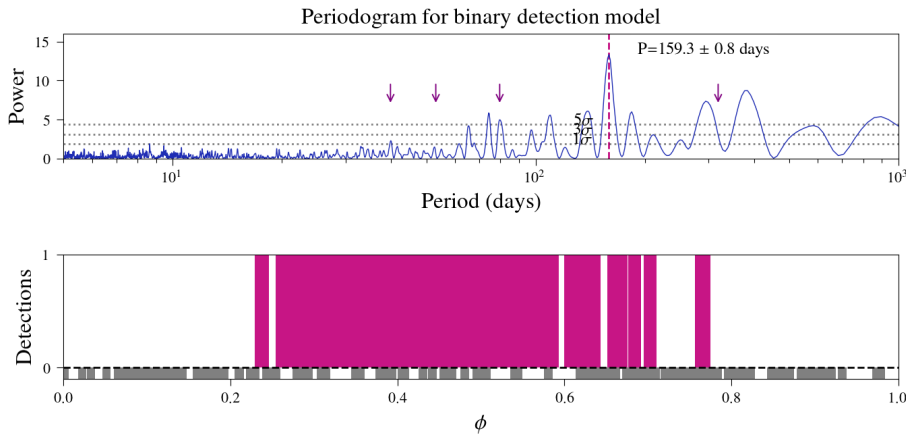 Periodogram for binary detection model
15
10
5
0
Power
P=159.3 ± 0.8 days
5σ
3σ
1σ
10¹
10²
10³
Period (days)
1
0
Detections
0.0
0.2
0.4
0.6
0.8
1.0
ϕ